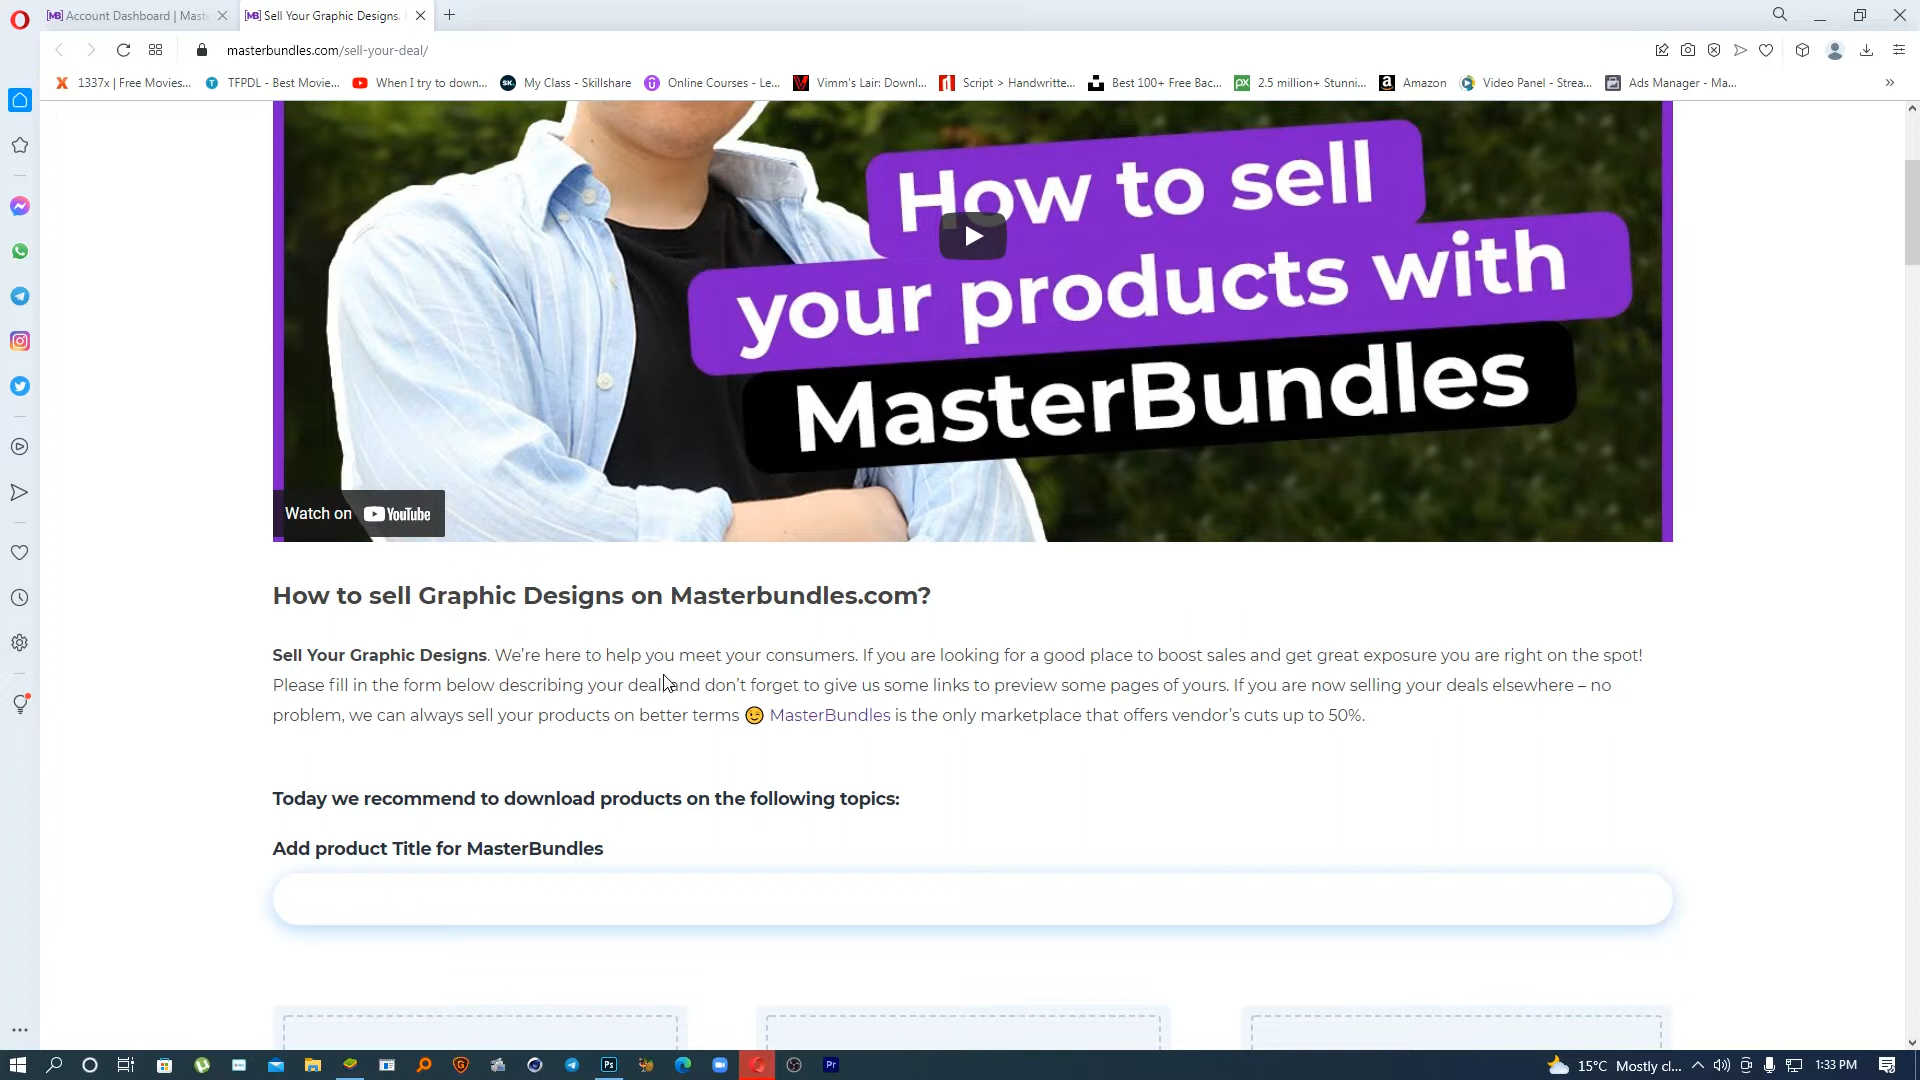 Account Dashboard | Maste
Sell Your Graphic Designs.
masterbundles.com/sell-your-deal/
1337x | Free Movies...
TFPDL - Best Movie...
When I try to down...
My Class - Skillshare
Online Courses - Le...
Vimm's Lair: Downl...
Script > Handwritte...
Best 100+ Free Bac...
2.5 million+ Stunni...
Amazon
Video Panel - Strea...
Ads Manager - Ma...
How to sell
your products with
MasterBundles
Watch on YouTube
How to sell Graphic Designs on Masterbundles.com?
Sell Your Graphic Designs. We're here to help you meet your consumers. If you are looking for a good place to boost sales and get great exposure you are right on the spot!
Please fill in the form below describing your deal and don't forget to give us some links to preview some pages of yours. If you are now selling your deals elsewhere – no
problem, we can always sell your products on better terms 😉 MasterBundles is the only marketplace that offers vendor's cuts up to 50%.
Today we recommend to download products on the following topics:
Add product Title for MasterBundles
15°C Mostly cl... 1:33 PM